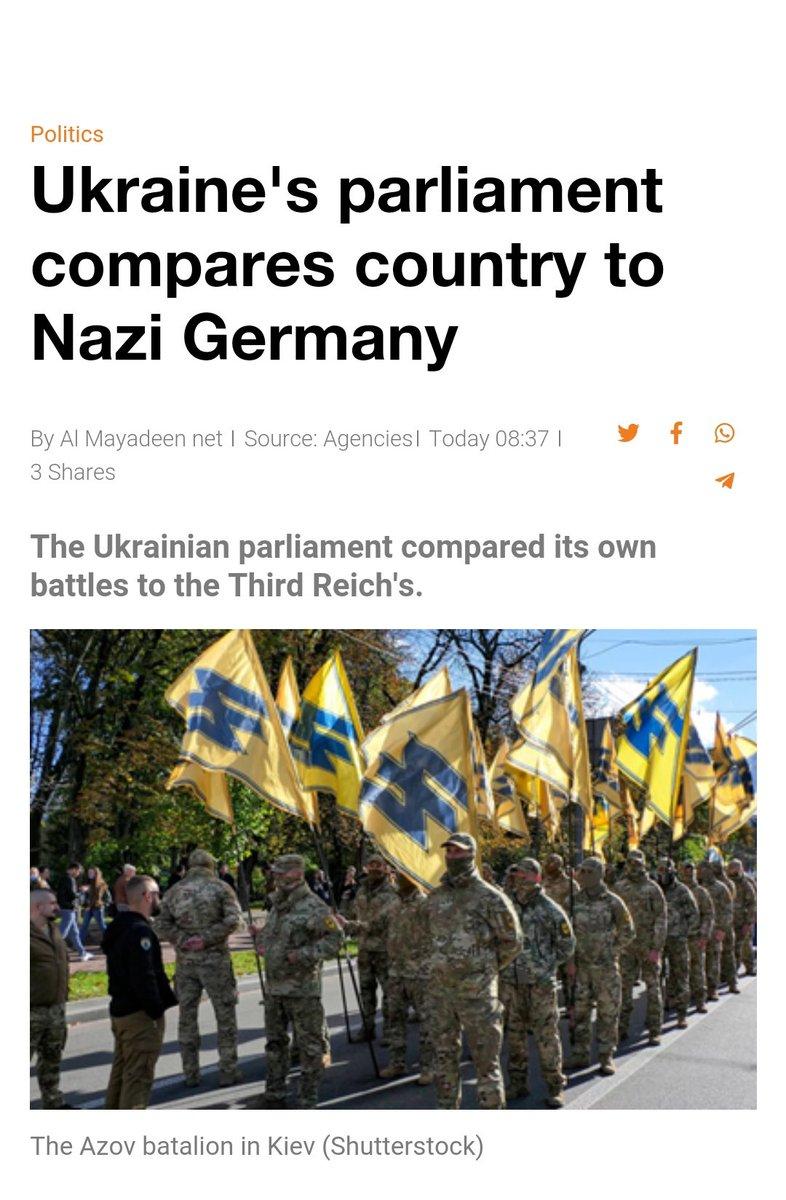 Politics
Ukraine's parliament
compares country to
Nazi Germany
By Al Mayadeen net | Source: Agencies| Today 08:37 |
3 Shares
The Ukrainian parliament compared its own
battles to the Third Reich's.
The Azov batalion in Kiev (Shutterstock)